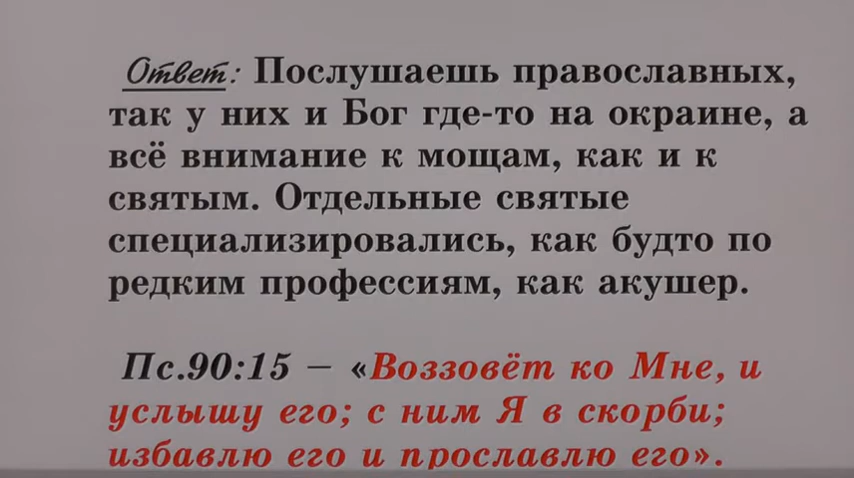 Ответ: Послушаешь православных,
так у них и Бог где-то на окраине, а
всё внимание к мощам, как и к
святым. Отдельные святые
специализировались, как будто по
редким профессиям, как акушер.
Пс.90:15 – «Воззовёт ко Мне, и
услышу его; с ним Я в скорби;
избавлю его и прославлю его».